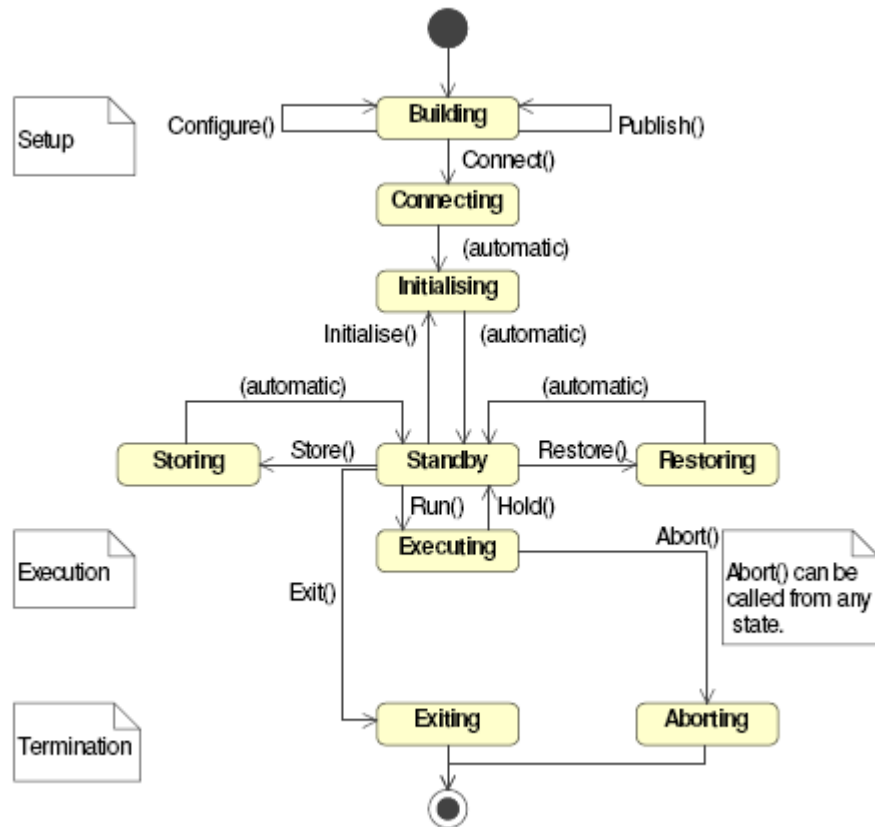 Building
Configure()
Publish()
Setup
Connect()
Connecting
(automatic)
Initialising
Initialise()
(automatic)
(automatic)
(automatic)
Storing
Store()
Standby
Restore()
Restoring
Run()
Hold()
Executing
Abort()
Execution
Exit()
Abort() can be
called from any
state.
Exiting
Aborting
Termination